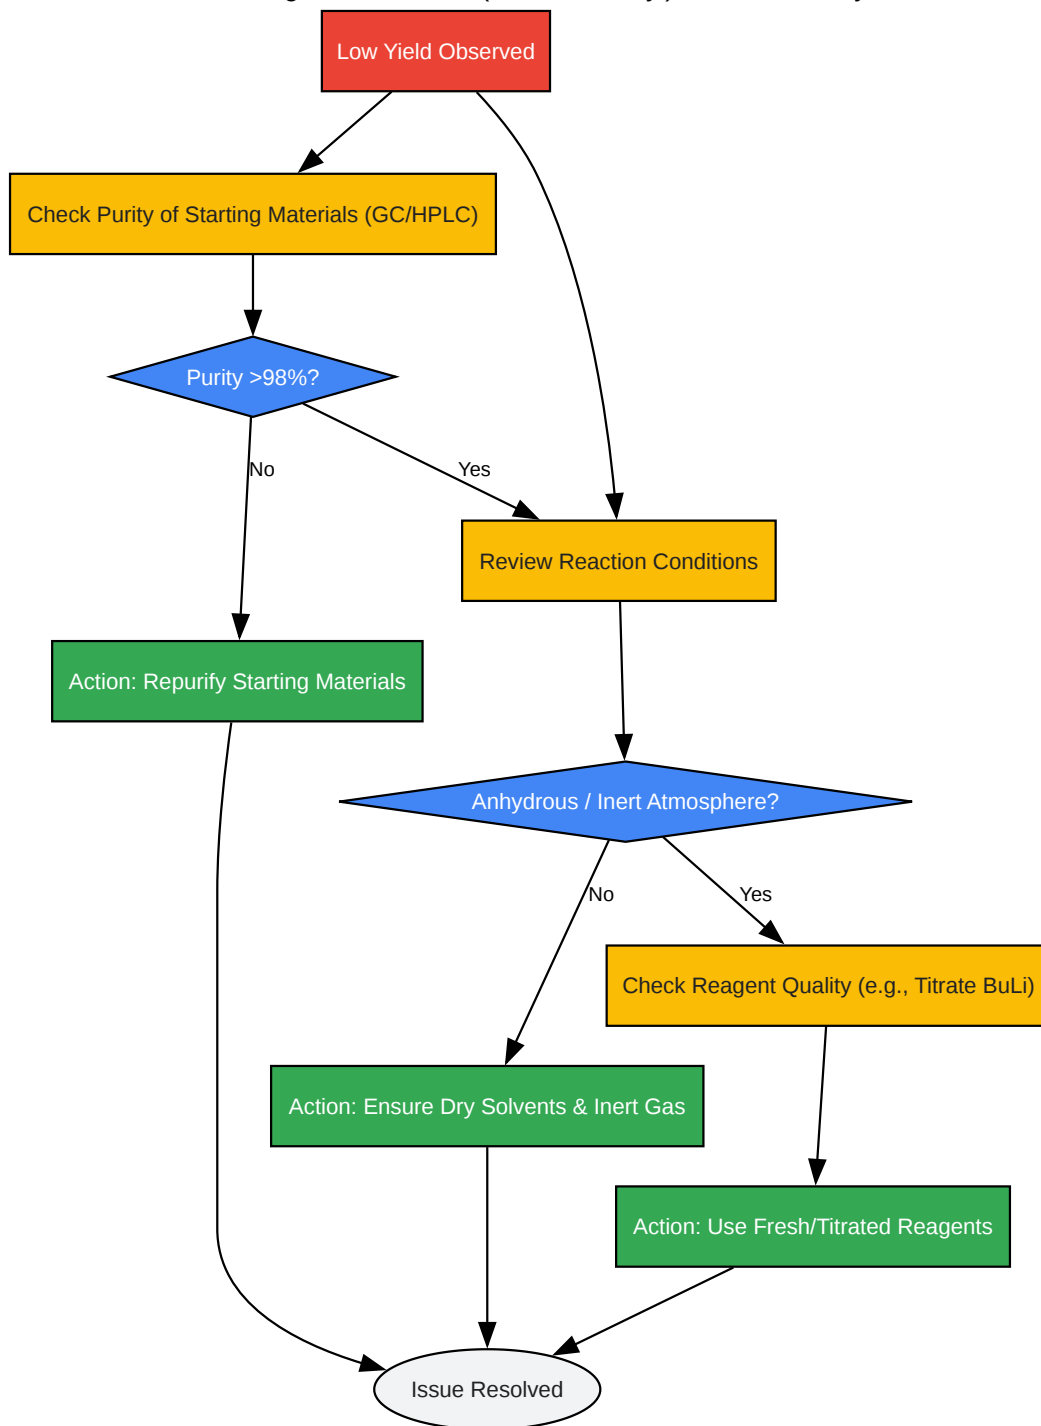 Low Yield Observed
Check Purity of Starting Materials (GC/HPLC)
Purity >98%?
No
Yes
Review Reaction Conditions
Action: Repurify Starting Materials
Anhydrous / Inert Atmosphere?
No
Yes
Check Reagent Quality (e.g., Titrate BuLi)
Action: Ensure Dry Solvents & Inert Gas
Action: Use Fresh/Titrated Reagents
Issue Resolved